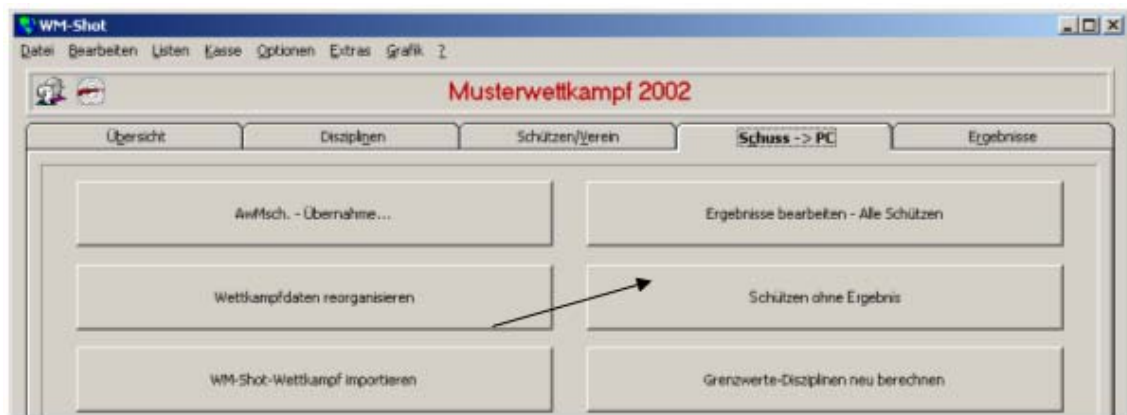 WM-Shot
Datei Bearbeiten Listen Kasse Optionen Extras Grafik ?
Musterwettkampf 2002
Übersicht Disziplinen Schützen/Verein Schuss -> PC Ergebnisse
AwMsch. - Übernahme... Ergebnisse bearbeiten - Alle Schützen
Wettkampfdaten reorganisieren Schützen ohne Ergebnis
WM-Shot-Wettkampf importieren Grenzwerte-Disziplinen neu berechnen